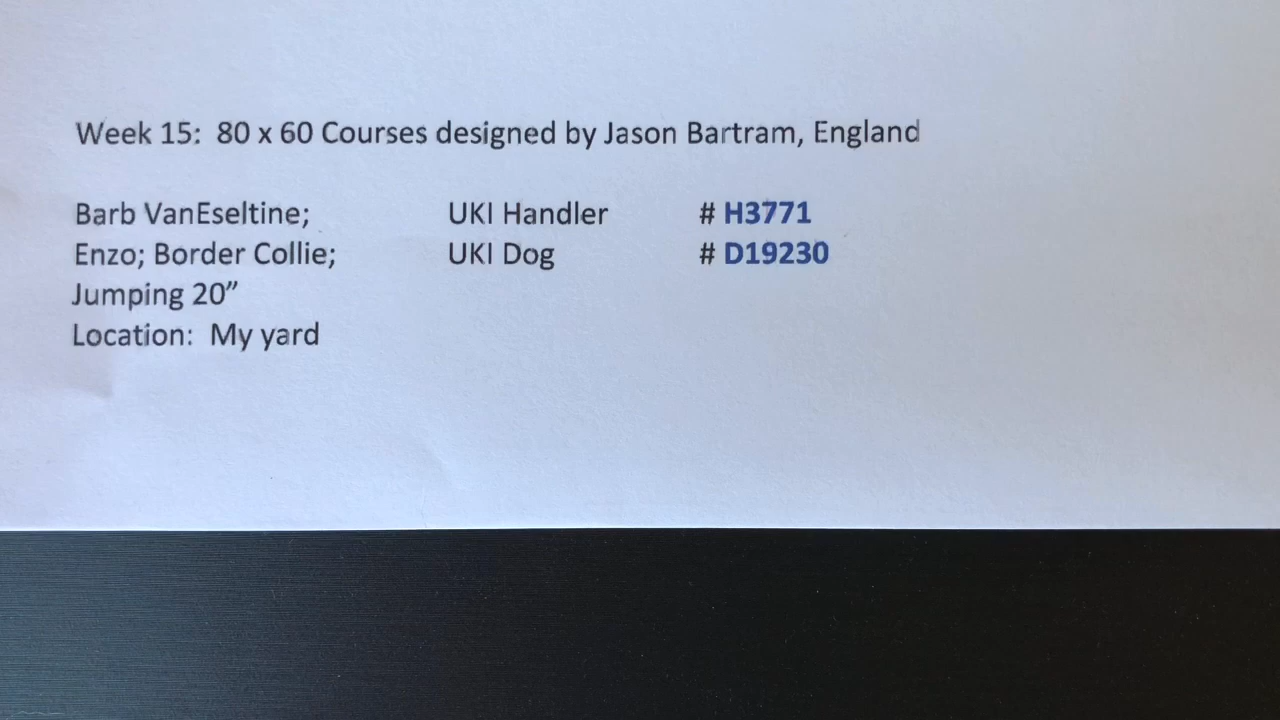 Week 15:  80 x 60 Courses designed by Jason Bartram, England
Barb VanEseltine; UKI Handler # H3771
Enzo; Border Collie; UKI Dog # D19230
Jumping 20”
Location:  My yard